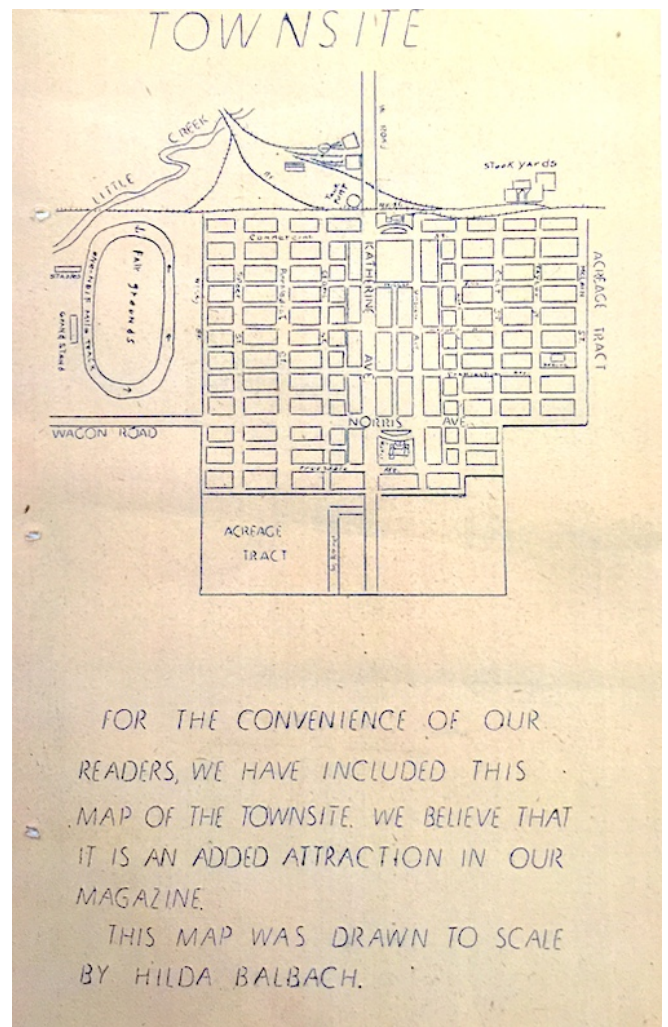 TOWNSITE
LITTLE CREEK
STOCK YARDS
Commercial
KATHERINE AVE
ACREAGE TRACT
Fair grounds
GRANDSTAND
WAGON ROAD
NORRIS AVE
ACREAGE TRACT
FOR THE CONVENIENCE OF OUR
READERS, WE HAVE INCLUDED THIS
MAP OF THE TOWNSITE. WE BELIEVE THAT
IT IS AN ADDED ATTRACTION IN OUR
MAGAZINE.
THIS MAP WAS DRAWN TO SCALE
BY HILDA BALBACH.